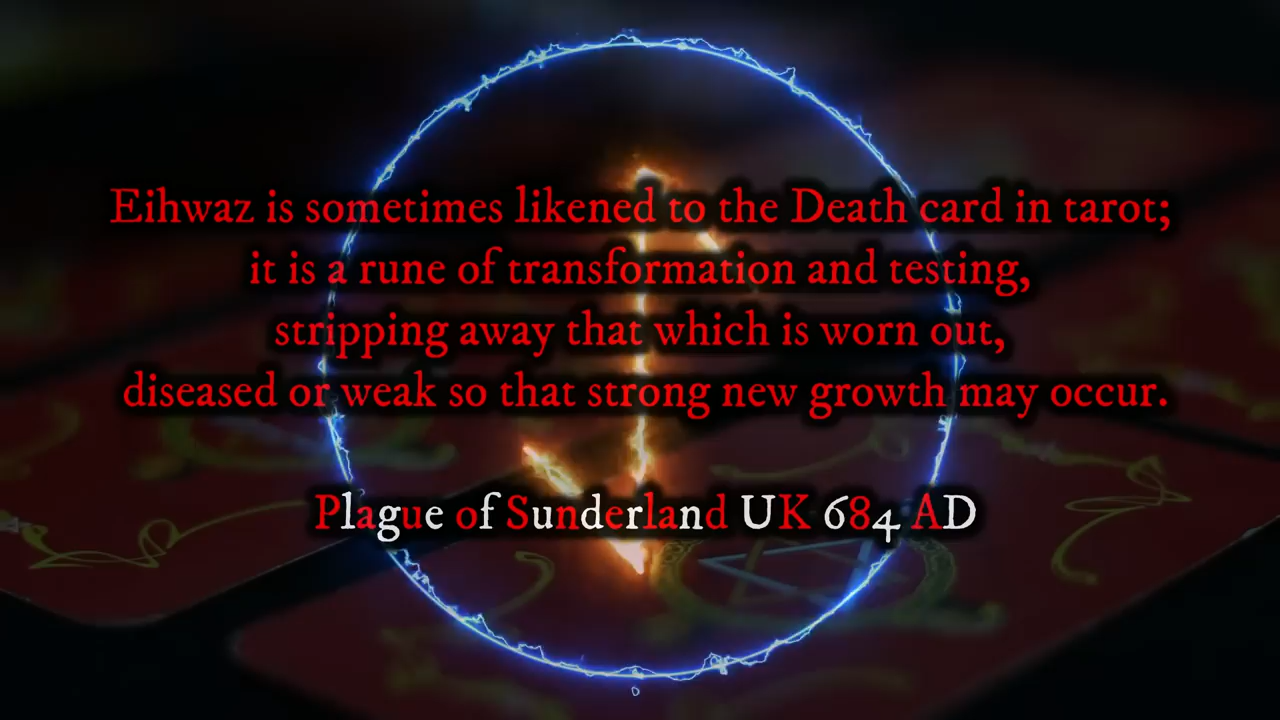 Eihwaz is sometimes likened to the Death card in tarot;
it is a rune of transformation and testing,
stripping away that which is worn out,
diseased or weak so that strong new growth may occur.
Plague of Sunderland UK 684 AD